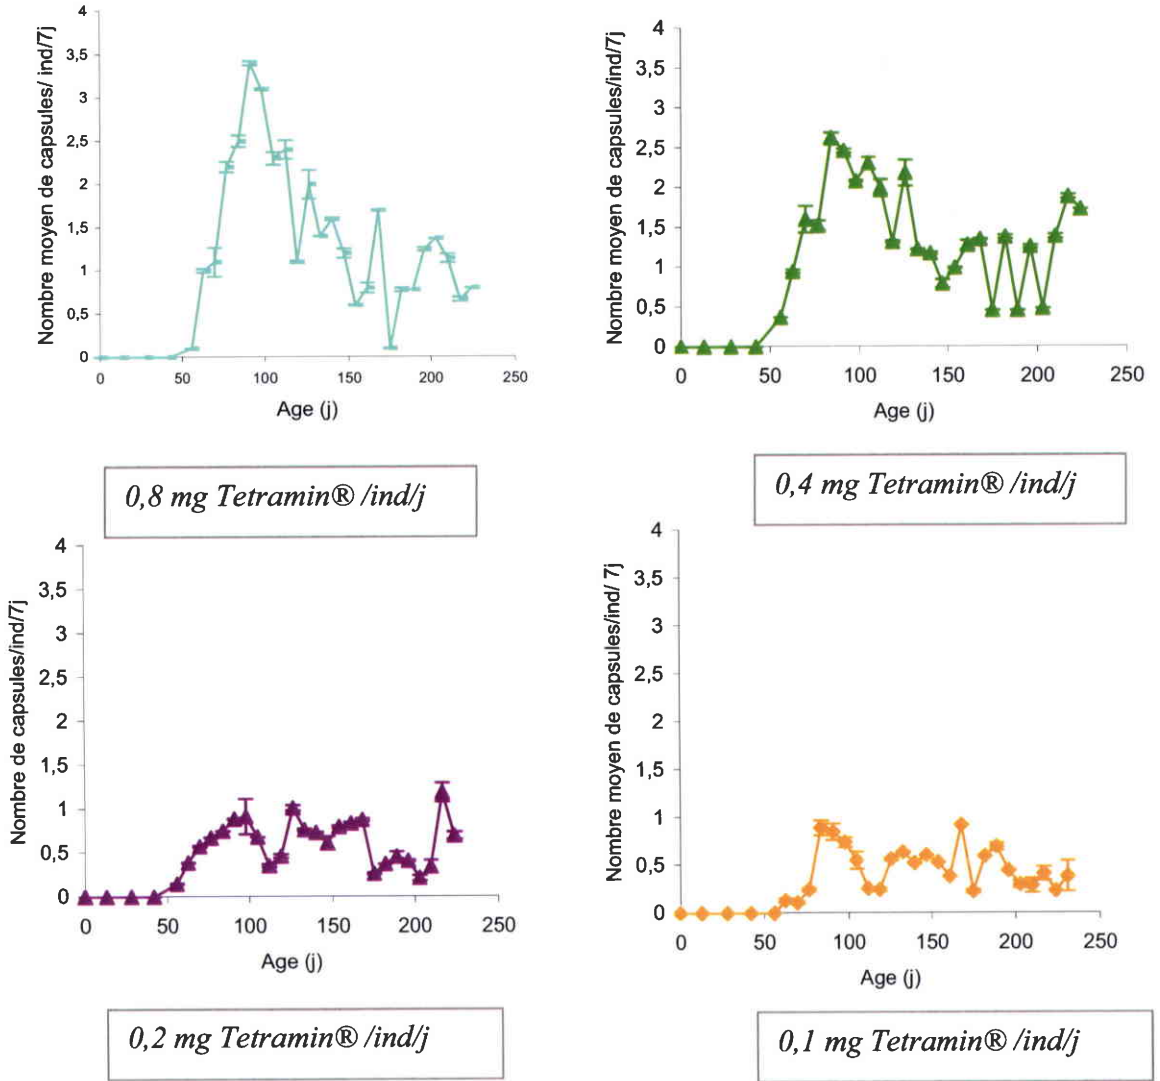 Nombre moyen de capsules/ ind/7j
4
3,5
3
2,5
2
1,5
1
0,5
0
0 50 100 150 200 250
Age (j)
0,8 mg Tetramin® /ind/j
Nombre moyen de capsules/ind/7j
4
3,5
3
2,5
2
1,5
1
0,5
0
0 50 100 150 200 250
Age (j)
0,4 mg Tetramin® /ind/j
Nombre de capsules/ind/7j
4
3,5
3
2,5
2
1,5
1
0,5
0
0 50 100 150 200 250
Age (j)
0,2 mg Tetramin® /ind/j
Nombre moyen de capsules/ind/ 7j
4
3,5
3
2,5
2
1,5
1
0,5
0
0 50 100 150 200 250
Age (j)
0,1 mg Tetramin® /ind/j